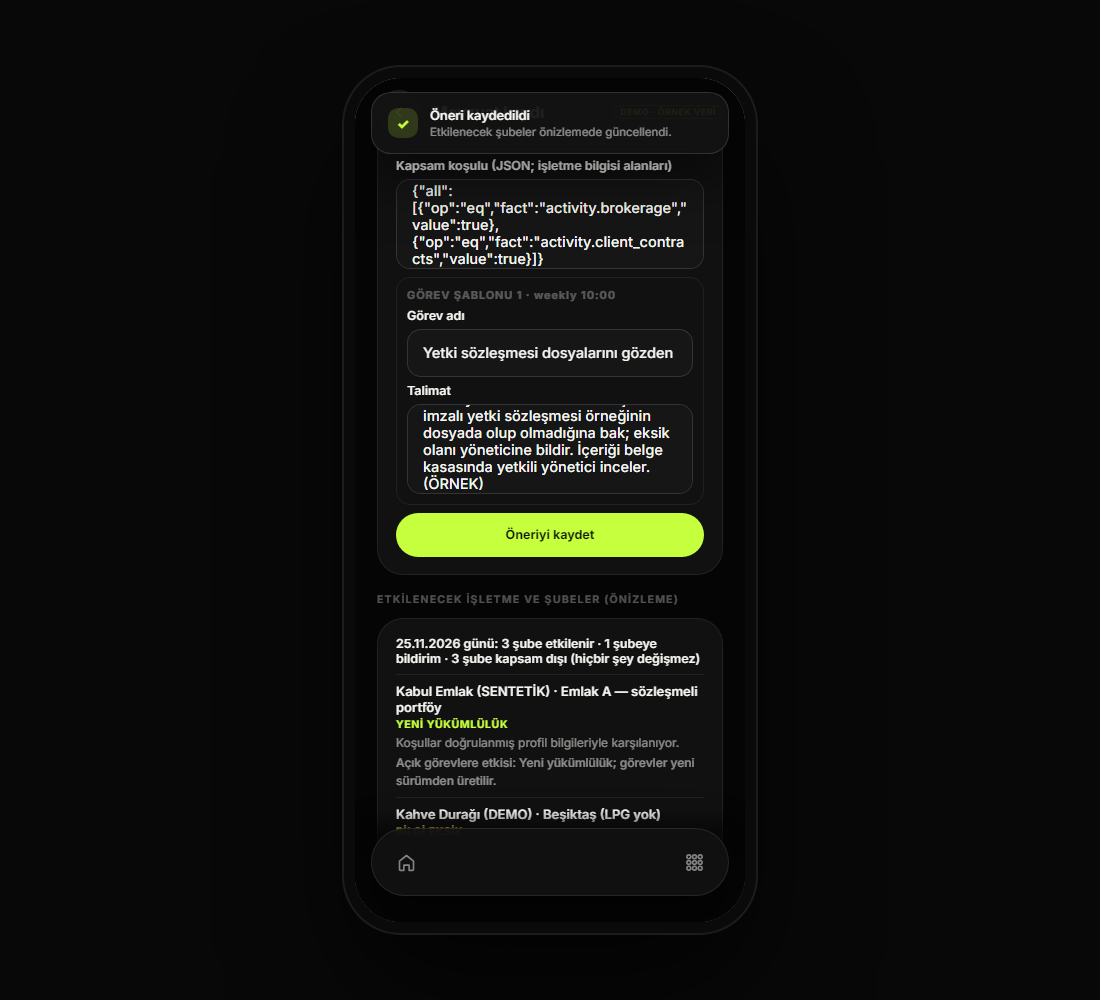 Öneri kaydedildi
DEMO · ÖRNEK VERİ
Etkilenecek şubeler önizlemede güncellendi.
Kapsam koşulu (JSON; işletme bilgisi alanları)
{"all":
[{"op":"eq","fact":"activity.brokerage","
value":true},
{"op":"eq","fact":"activity.client_contra
cts","value":true}]}
GÖREV ŞABLONU 1 · weekly 10:00
Görev adı
Yetki sözleşmesi dosyalarını gözden
Talimat
imzalı yetki sözleşmesi örneğinin
dosyada olup olmadığına bak; eksik
olanı yöneticine bildir. İçeriği belge
kasasında yetkili yönetici inceler.
(ÖRNEK)
Öneriyi kaydet
ETKİLENECEK İŞLETME VE ŞUBELER (ÖNİZLEME)
25.11.2026 günü: 3 şube etkilenir · 1 şubeye
bildirim · 3 şube kapsam dışı (hiçbir şey değişmez)
Kabul Emlak (SENTETİK) · Emlak A — sözleşmeli
portföy
YENİ YÜKÜMLÜLÜK
Koşullar doğrulanmış profil bilgileriyle karşılanıyor.
Açık görevlere etkisi: Yeni yükümlülük; görevler yeni
sürümden üretilir.
Kahve Durağı (DEMO) · Beşiktaş (LPG yok)